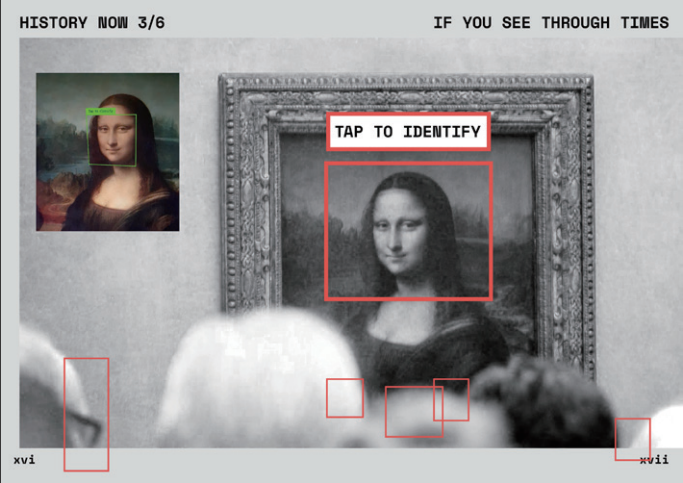 HISTORY NOW 3/6
IF YOU SEE THROUGH TIMES
TAP TO IDENTIFY
xvi
xvii